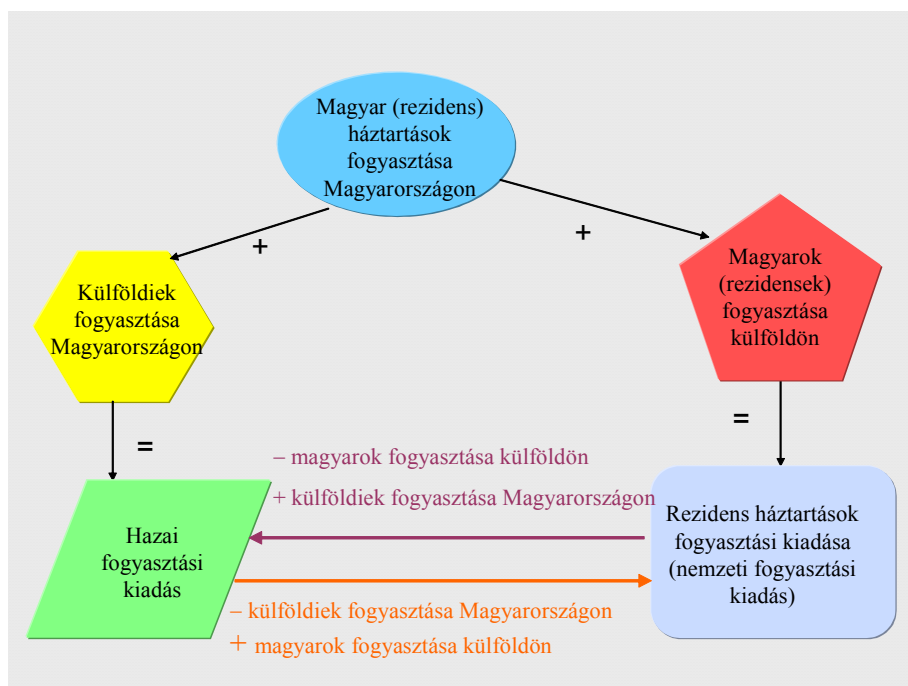 Magyar (rezidens)
háztartások
fogyasztása
Magyarországon
+
+
Külföldiek
fogyasztása
Magyarországon
Magyarok
(rezidensek)
fogyasztása
külföldön
=
=
– magyarok fogyasztása külföldön
+ külföldiek fogyasztása Magyarországon
Hazai
fogyasztási
kiadás
Rezidens háztartások
fogyasztási kiadása
(nemzeti fogyasztási
kiadás)
– külföldiek fogyasztása Magyarországon
+ magyarok fogyasztása külföldön